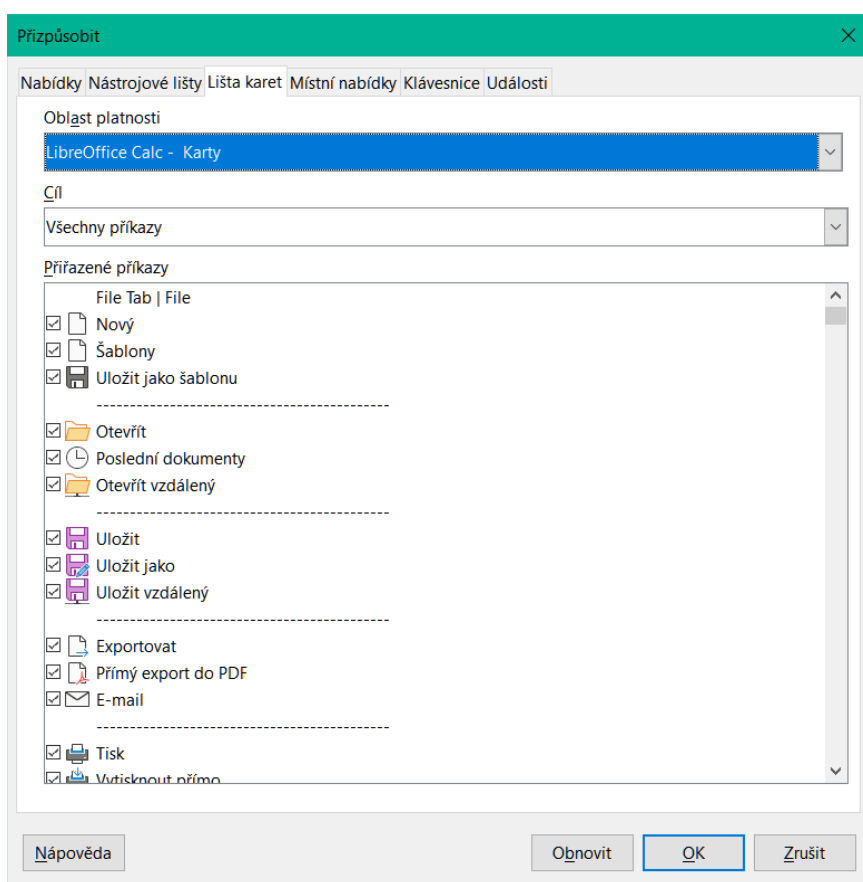 Přizpůsobit
Nabídky Nástrojové lišty Lišta karet Místní nabídky Klávesnice Události
Oblast platnosti
LibreOffice Calc - Karty
Cíl
Všechny příkazy
Přiřazené příkazy
File Tab | File
Nový
Šablony
Uložit jako šablonu
--------------------------------------------
Otevřít
Poslední dokumenty
Otevřít vzdálený
--------------------------------------------
Uložit
Uložit jako
Uložit vzdálený
--------------------------------------------
Exportovat
Přímý export do PDF
E-mail
--------------------------------------------
Tisk
Vytisknout přímo
Nápověda Obnovit OK Zrušit